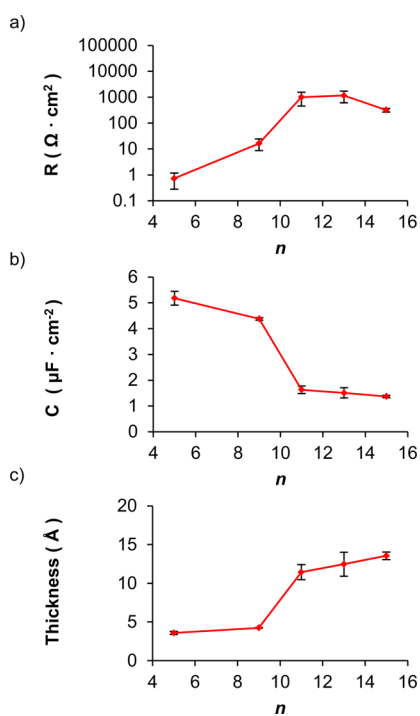 a)
100000
10000
1000
100
10
1
0.1
R ( Ω · cm²)
4 6 8 10 12 14 16
n
b)
6
5
4
3
2
1
0
C ( µF · cm⁻²)
4 6 8 10 12 14 16
n
c)
20
15
10
5
0
Thickness ( Å )
4 6 8 10 12 14 16
n